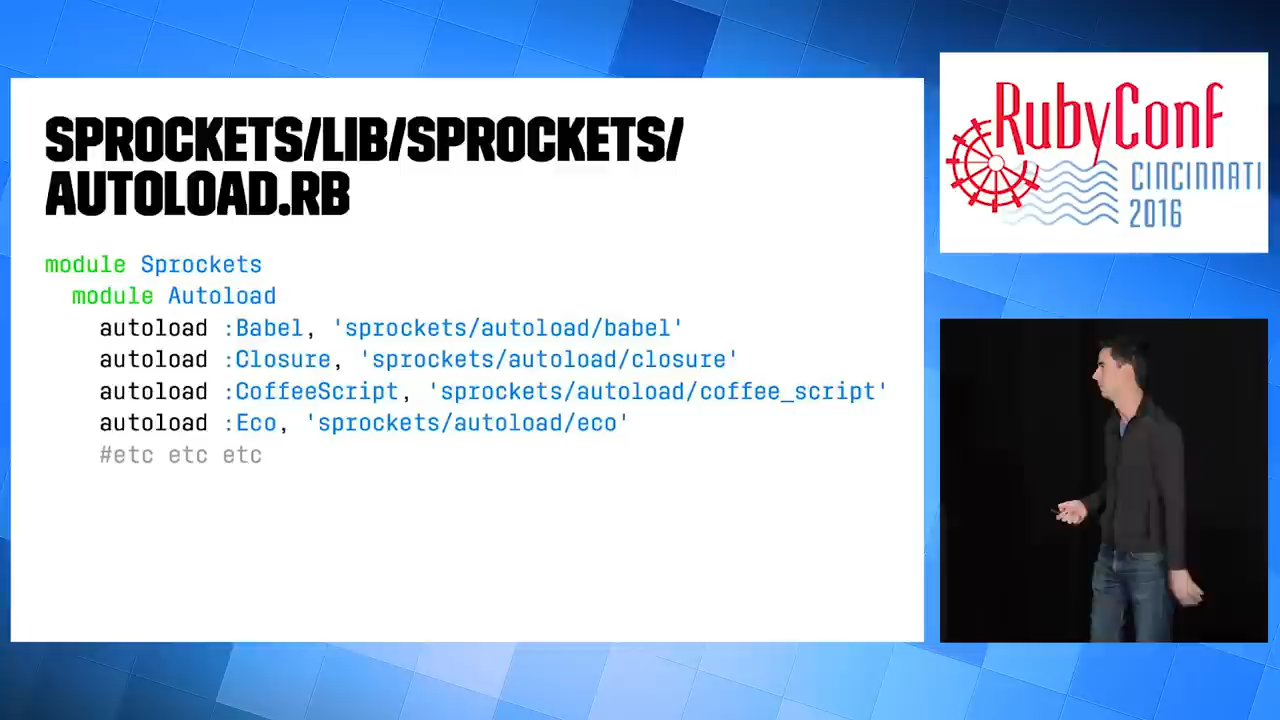 SPROCKETS/LIB/SPROCKETS/
AUTOLOAD.RB
module Sprockets
module Autoload
autoload :Babel, 'sprockets/autoload/babel'
autoload :Closure, 'sprockets/autoload/closure'
autoload :CoffeeScript, 'sprockets/autoload/coffee_script'
autoload :Eco, 'sprockets/autoload/eco'
#etc etc etc
RubyConf
CINCINNATI
2016